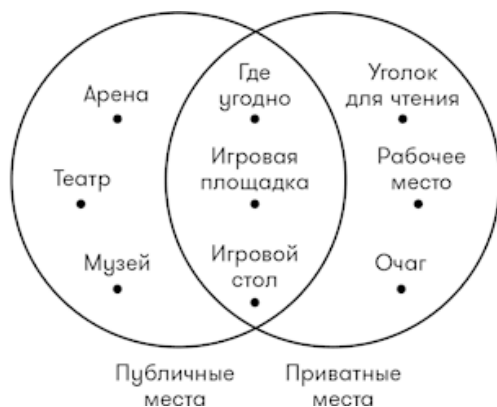 Арена
Театр
Музей
Где
угодно
Игровая
площадка
Игровой
стол
Уголок
для чтения
Рабочее
место
Очаг
Публичные
места
Приватные
места